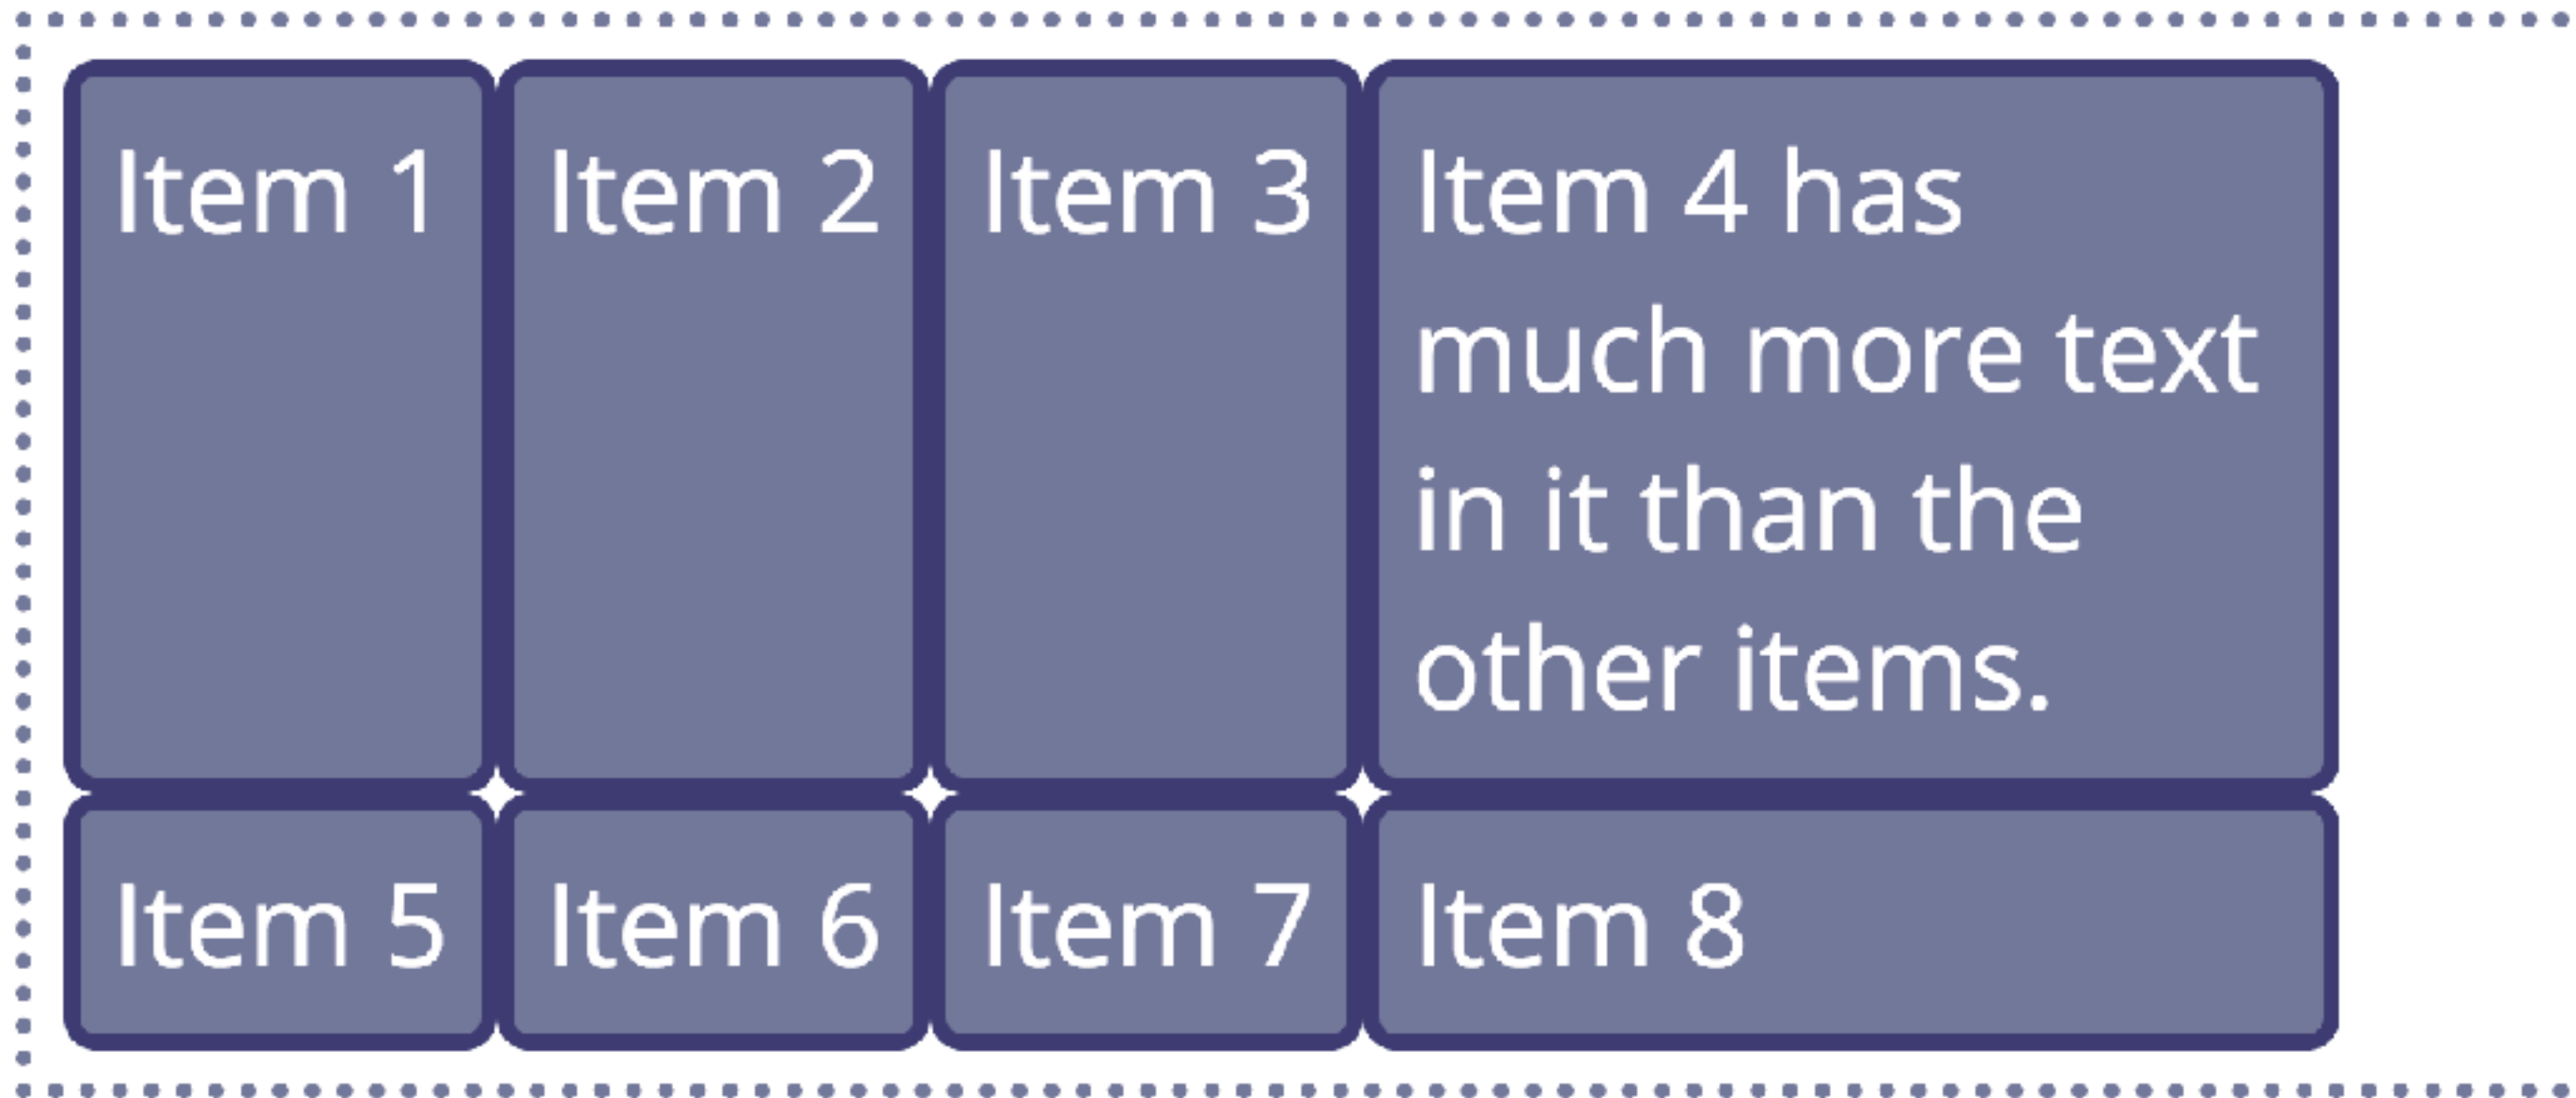 Item 1
Item 2
Item 3
Item 4 has
much more text
in it than the
other items.
Item 5
Item 6
Item 7
Item 8